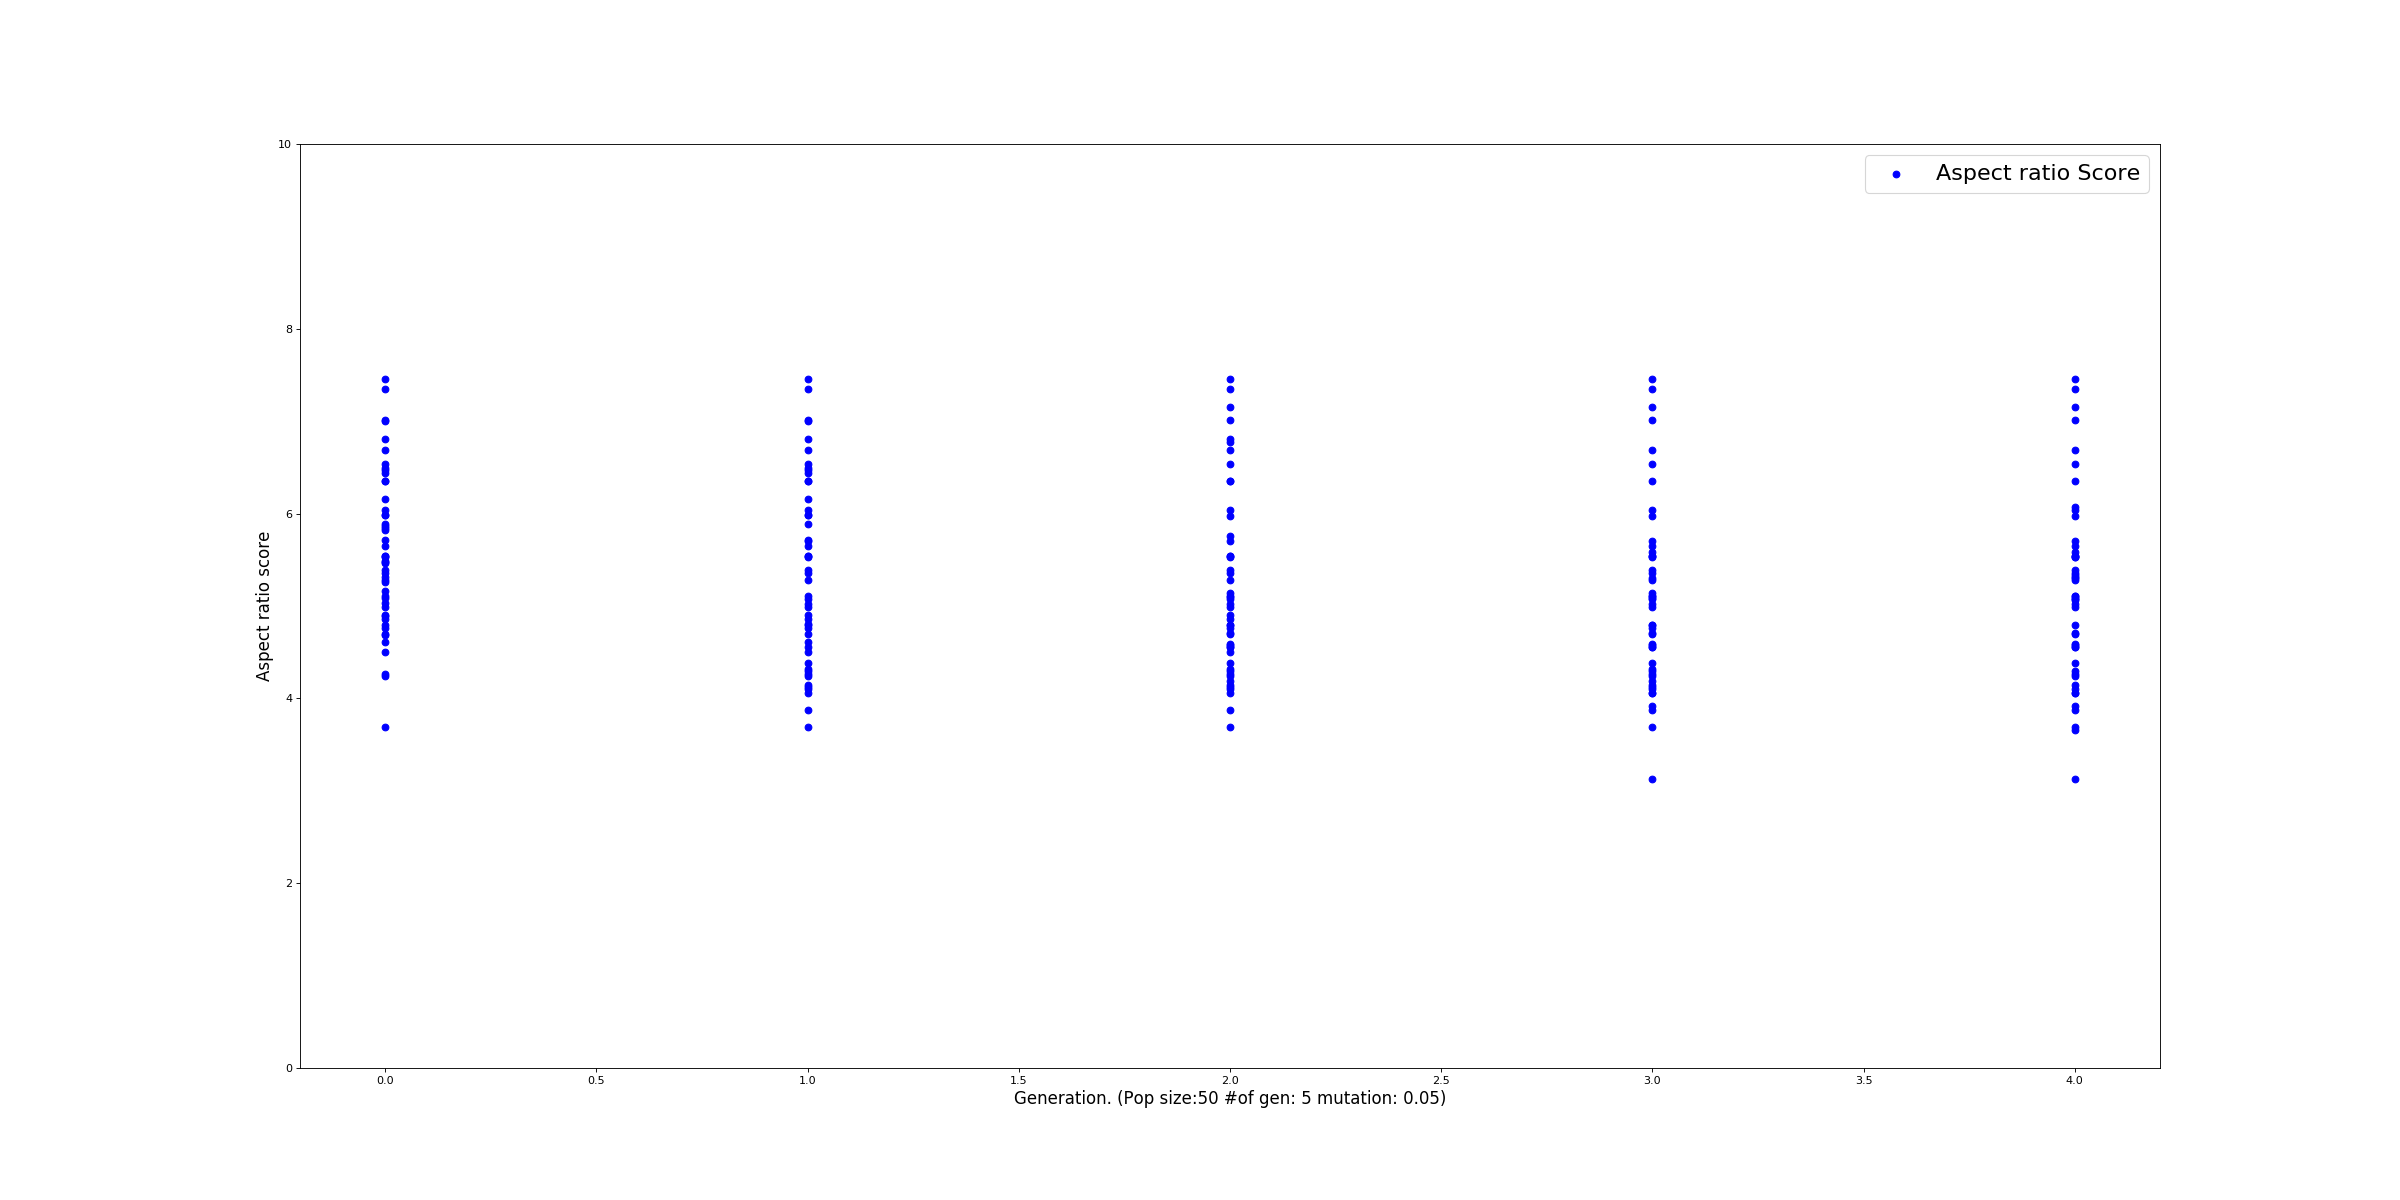 Aspect ratio Score
10
8
6
4
2
0
Aspect ratio score
0.0 0.5 1.0 1.5 2.0 2.5 3.0 3.5 4.0
Generation. (Pop size:50 #of gen: 5 mutation: 0.05)